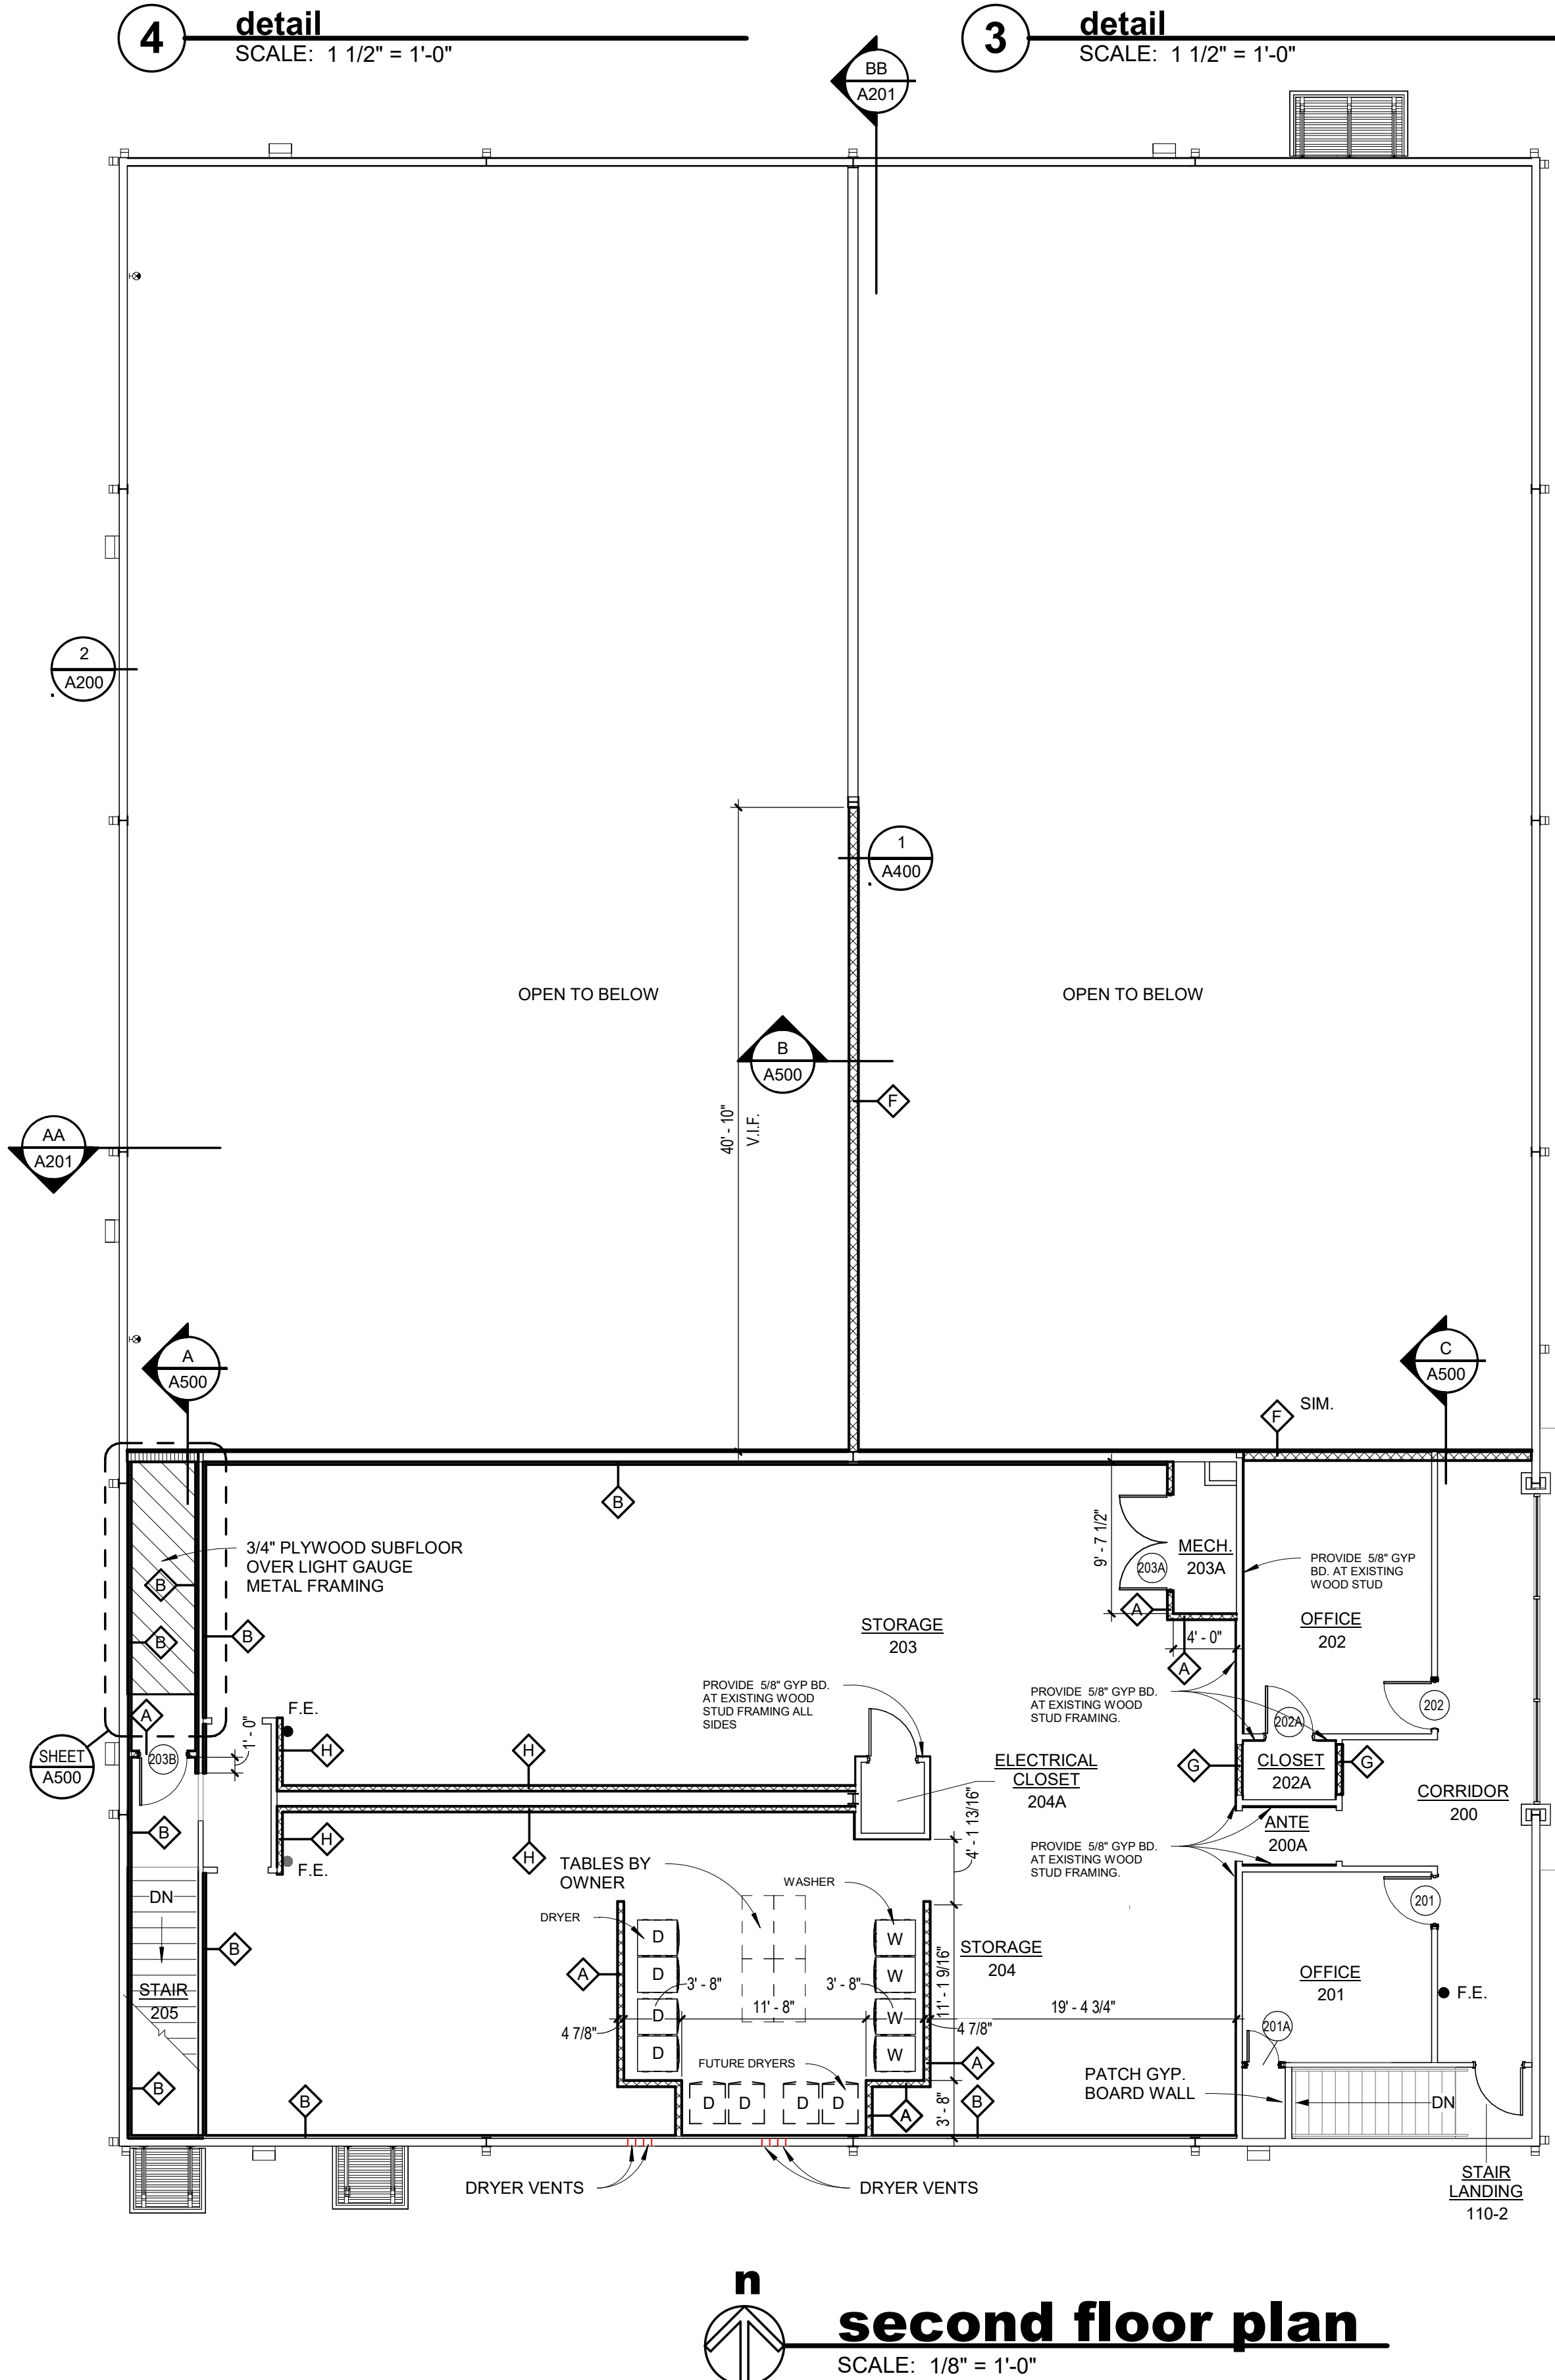 4
detail
SCALE: 1 1/2" = 1'-0"
3
detail
SCALE: 1 1/2" = 1'-0"
BB
A201
2
A200
1
A400
OPEN TO BELOW
OPEN TO BELOW
B
A500
F
40' - 10"
V.I.F.
AA
A201
A
A500
C
A500
F
SIM.
B
3/4" PLYWOOD SUBFLOOR
OVER LIGHT GAUGE
METAL FRAMING
B
B
B
9' - 7 1/2"
203A
MECH.
203A
A
4' - 0"
A
PROVIDE 5/8" GYP
BD. AT EXISTING
WOOD STUD
OFFICE
202
STORAGE
203
PROVIDE 5/8" GYP BD.
AT EXISTING WOOD
STUD FRAMING ALL
SIDES
PROVIDE 5/8" GYP BD.
AT EXISTING WOOD
STUD FRAMING.
202
202A
A
F.E.
1' - 0"
203B
SHEET
A500
H
H
ELECTRICAL
CLOSET
204A
G
CLOSET
202A
G
CORRIDOR
200
ANTE
200A
B
H
H
F.E.
4' - 1 13/16"
PROVIDE 5/8" GYP BD.
AT EXISTING WOOD
STUD FRAMING.
TABLES BY
OWNER
WASHER
DRYER
201
DN
B
D
D
D
D
W
W
W
W
STORAGE
204
A
3' - 8"
3' - 8"
11' - 8"
11' - 1 9/16"
19' - 4 3/4"
4 7/8"
4 7/8"
OFFICE
201
F.E.
STAIR
205
201A
FUTURE DRYERS
A
PATCH GYP.
BOARD WALL
B
B
D
D
D
D
A
3' - 8"
B
DN
DRYER VENTS
DRYER VENTS
STAIR
LANDING
110-2
n
second floor plan
SCALE: 1/8" = 1'-0"